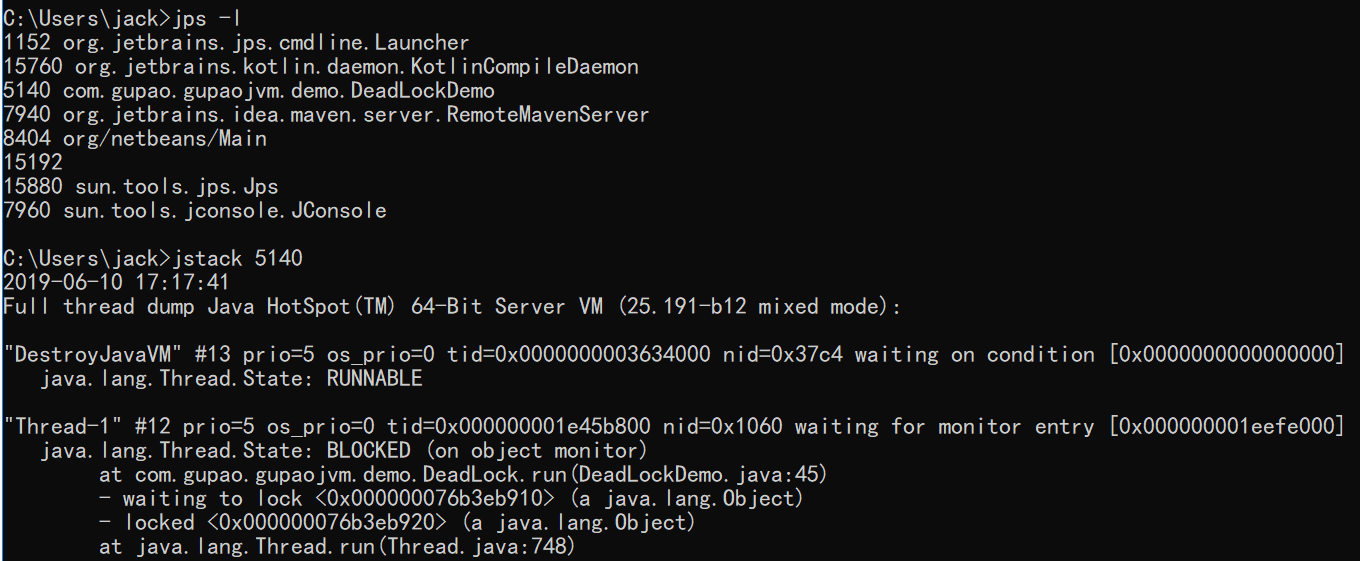 C:\Users\jack>jps -l
1152 org.jetbrains.jps.cmdline.Launcher
15760 org.jetbrains.kotlin.daemon.KotlinCompileDaemon
5140 com.gupao.gupaojvm.demo.DeadLockDemo
7940 org.jetbrains.idea.maven.server.RemoteMavenServer
8404 org/netbeans/Main
15192
15880 sun.tools.jps.Jps
7960 sun.tools.jconsole.JConsole
C:\Users\jack>jstack 5140
2019-06-10 17:17:41
Full thread dump Java HotSpot(TM) 64-Bit Server VM (25.191-b12 mixed mode):
"DestroyJavaVM" #13 prio=5 os_prio=0 tid=0x0000000003634000 nid=0x37c4 waiting on condition [0x0000000000000000]
   java.lang.Thread.State: RUNNABLE
"Thread-1" #12 prio=5 os_prio=0 tid=0x000000001e45b800 nid=0x1060 waiting for monitor entry [0x000000001eefe000]
   java.lang.Thread.State: BLOCKED (on object monitor)
        at com.gupao.gupaojvm.demo.DeadLock.run(DeadLockDemo.java:45)
        - waiting to lock <0x000000076b3eb910> (a java.lang.Object)
        - locked <0x000000076b3eb920> (a java.lang.Object)
        at java.lang.Thread.run(Thread.java:748)